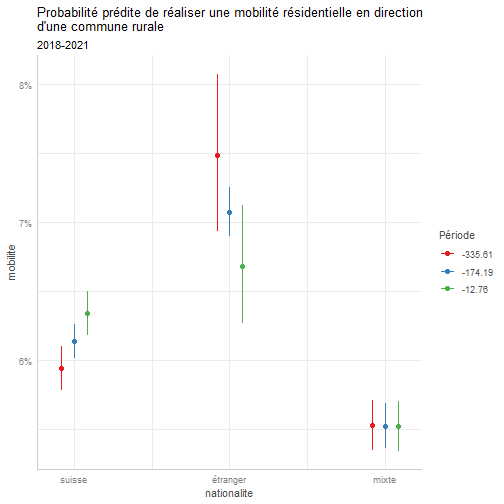 Probabilité prédite de réaliser une mobilité résidentielle en direction
d'une commune rurale
2018-2021
8%
7%
6%
mobilite
suisse
étranger
mixte
nationalite
Période
-335.61
-174.19
-12.76